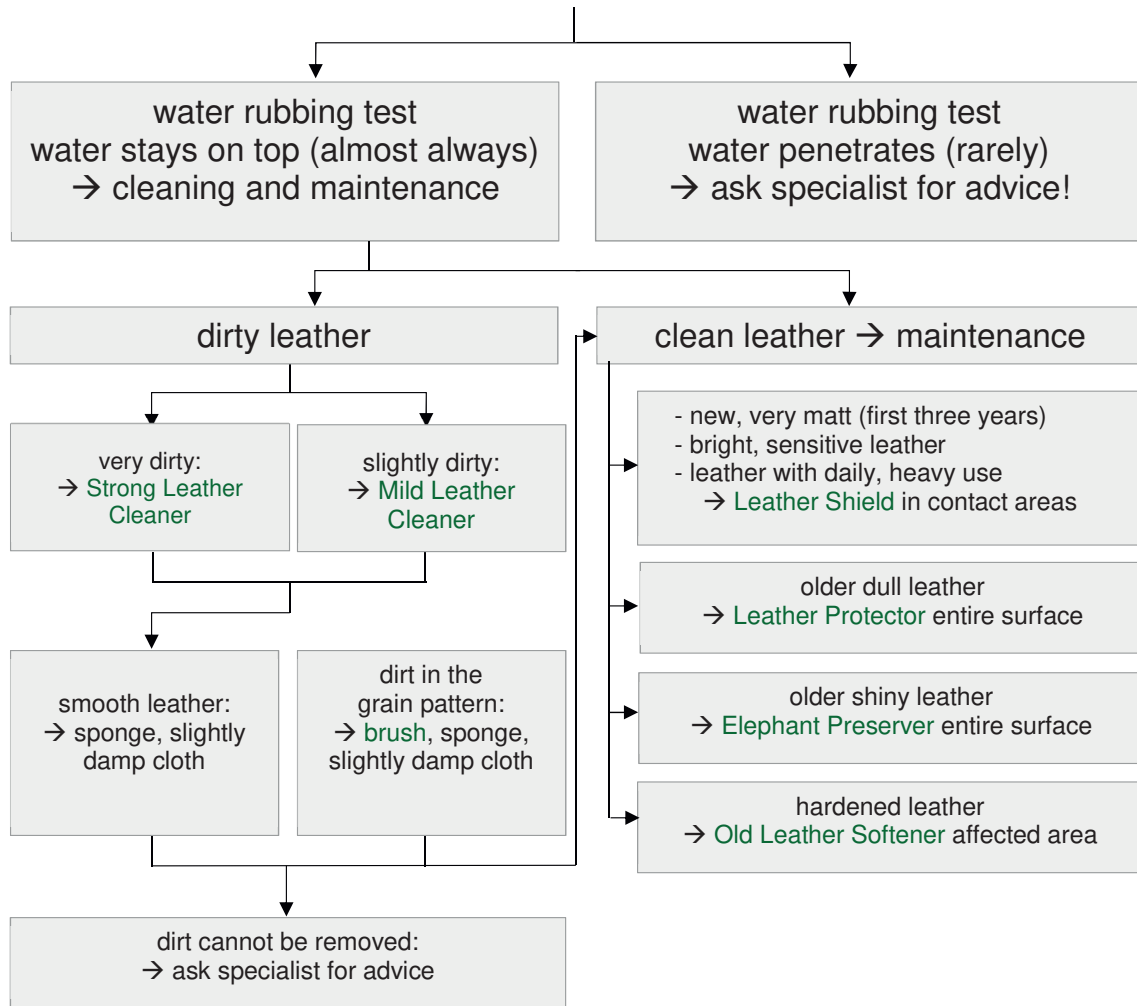 water rubbing test
water stays on top (almost always)
→ cleaning and maintenance
water rubbing test
water penetrates (rarely)
→ ask specialist for advice!
dirty leather
clean leather → maintenance
very dirty:
→ Strong Leather
Cleaner
slightly dirty:
→ Mild Leather
Cleaner
- new, very matt (first three years)
- bright, sensitive leather
- leather with daily, heavy use
→ Leather Shield in contact areas
older dull leather
→ Leather Protector entire surface
smooth leather:
→ sponge, slightly
damp cloth
dirt in the
grain pattern:
→ brush, sponge,
slightly damp cloth
older shiny leather
→ Elephant Preserver entire surface
hardened leather
→ Old Leather Softener affected area
dirt cannot be removed:
→ ask specialist for advice